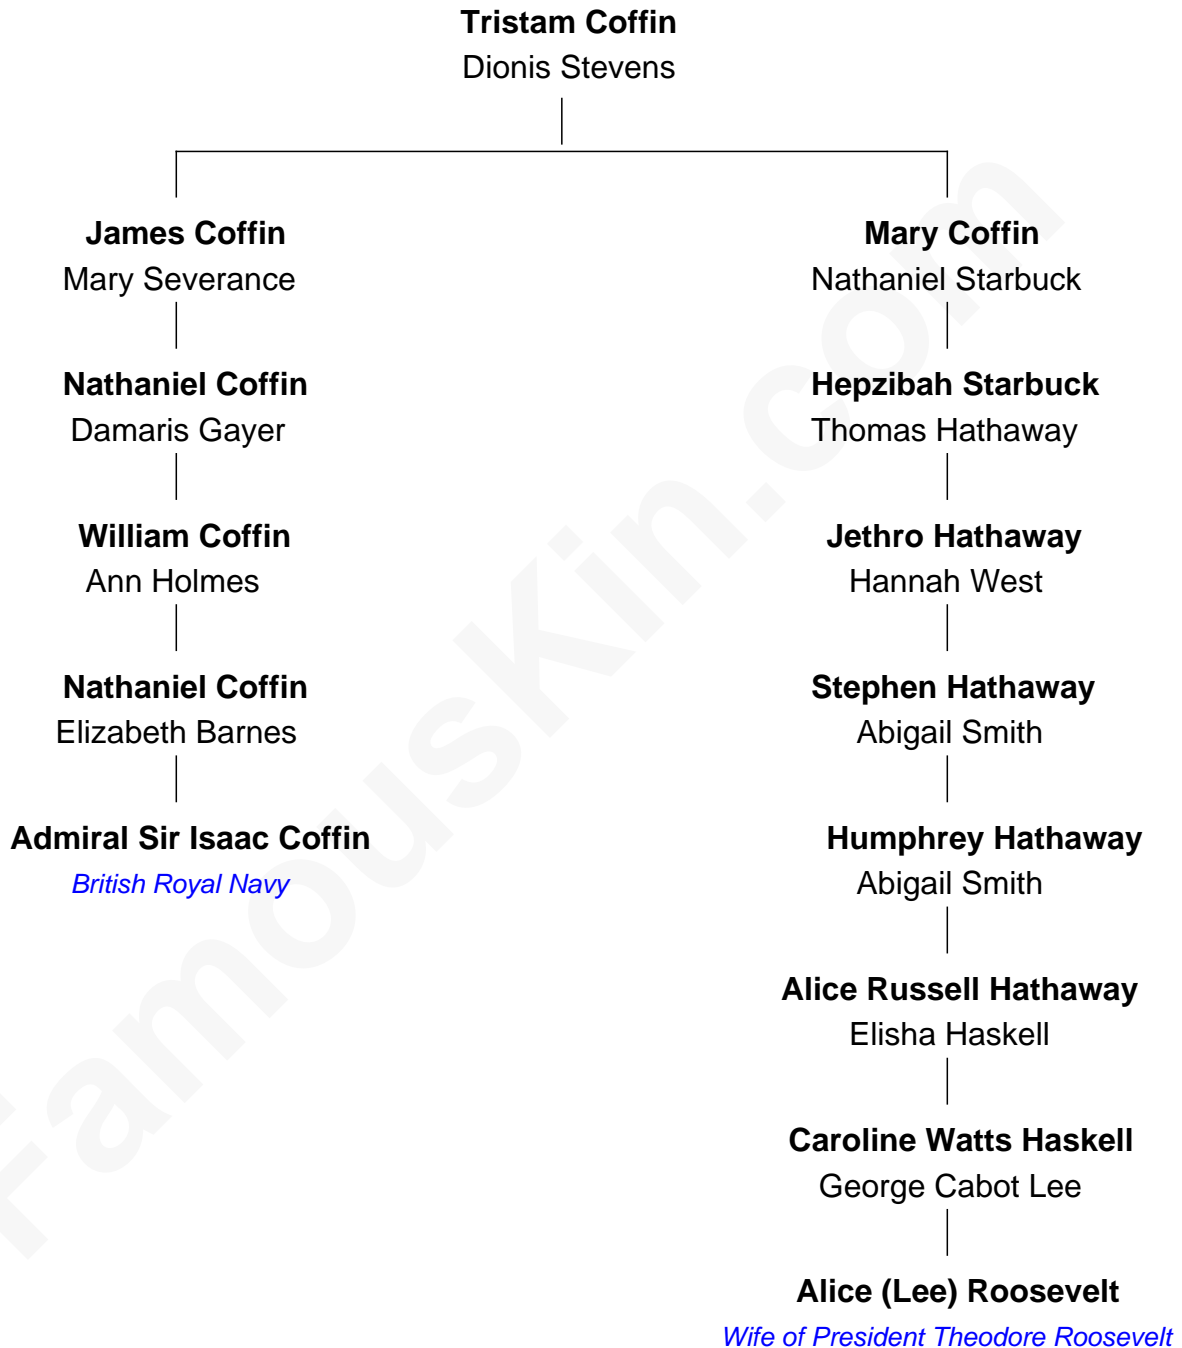 Tristam Coffin
Dionis Stevens
James Coffin
Mary Severance
Nathaniel Coffin
Damaris Gayer
William Coffin
Ann Holmes
Nathaniel Coffin
Elizabeth Barnes
Admiral Sir Isaac Coffin
British Royal Navy
Mary Coffin
Nathaniel Starbuck
Hepzibah Starbuck
Thomas Hathaway
Jethro Hathaway
Hannah West
Stephen Hathaway
Abigail Smith
Humphrey Hathaway
Abigail Smith
Alice Russell Hathaway
Elisha Haskell
Caroline Watts Haskell
George Cabot Lee
Alice (Lee) Roosevelt
Wife of President Theodore Roosevelt
FamousKin.com